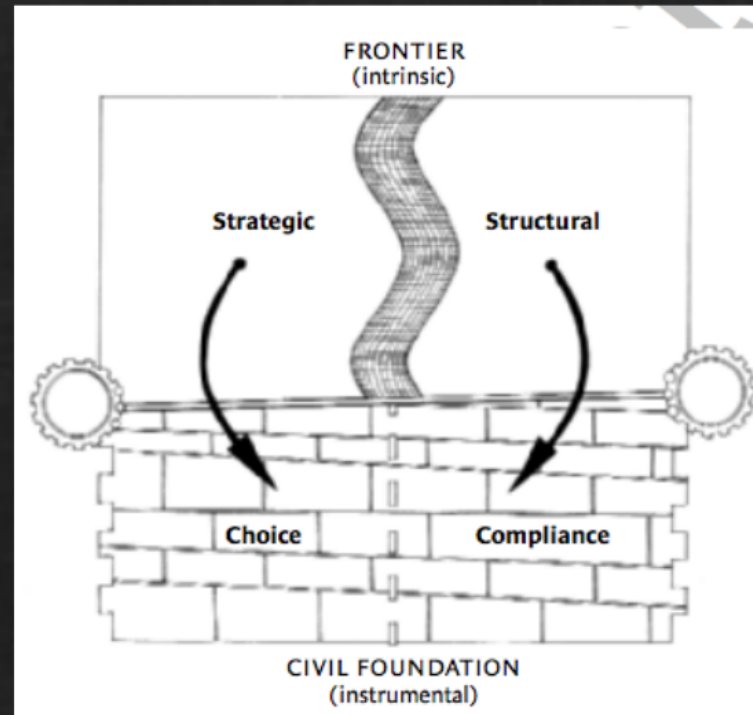 FRONTIER
(intrinsic)
Strategic
Structural
Choice
Compliance
CIVIL FOUNDATION
(instrumental)